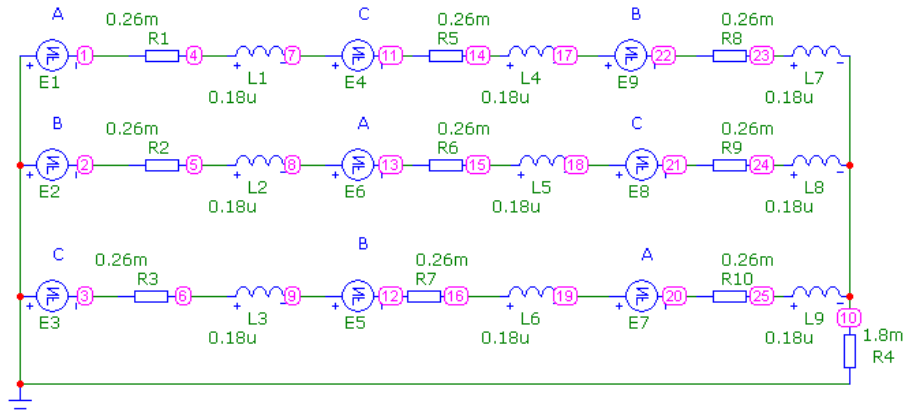 A C B
0.26m 0.26m 0.26m
R1 R5 R8
1 4 7 11 14 17 22 23
E1 L1 E4 L4 E9 L7
0.18u 0.18u 0.18u
B A C
0.26m 0.26m 0.26m
R2 R6 R9
2 5 8 13 15 18 21 24
E2 L2 E6 L5 E8 L8
0.18u 0.18u 0.18u
C B A
0.26m 0.26m 0.26m
R3 R7 R10
3 6 9 12 16 19 20 25
E3 L3 E5 L6 E7 L9
10
0.18u 0.18u 0.18u
1.8m
R4